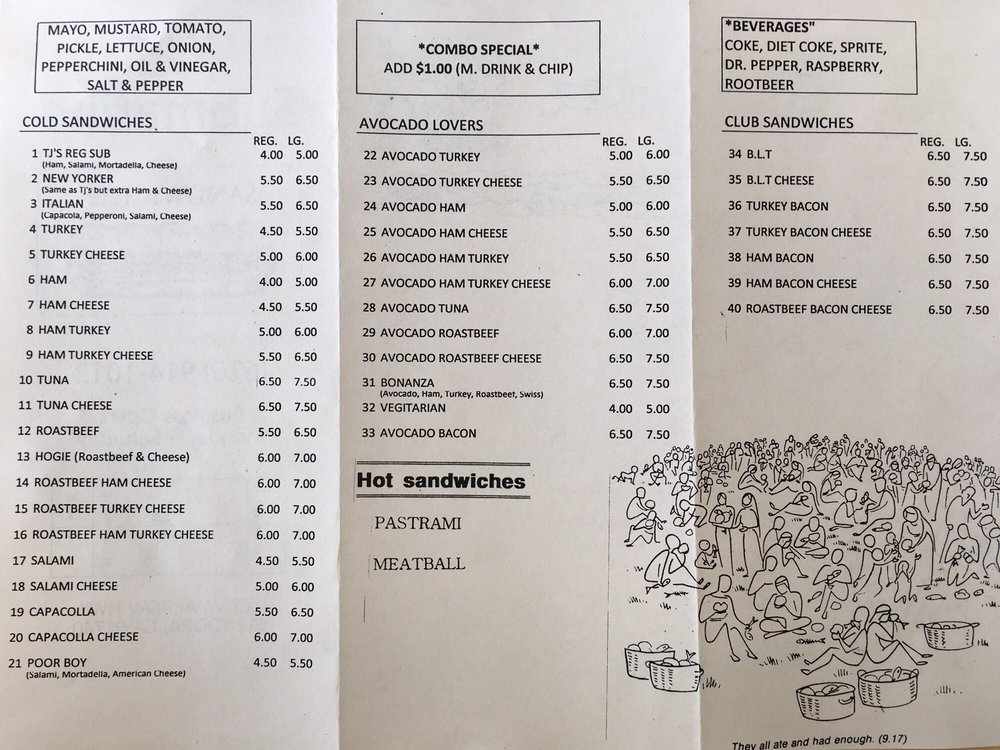 MAYO, MUSTARD, TOMATO,
PICKLE, LETTUCE, ONION,
PEPPERCHINI, OIL & VINEGAR,
SALT & PEPPER
COLD SANDWICHES
REG. LG.
1 TJ'S REG SUB 4.00 5.00
(Ham, Salami, Mortadella, Cheese)
2 NEW YORKER 5.50 6.50
(Same as Tj's but extra Ham & Cheese)
3 ITALIAN 5.50 6.50
(Capacola, Pepperoni, Salami, Cheese)
4 TURKEY 4.50 5.50
5 TURKEY CHEESE 5.00 6.00
6 HAM 4.00 5.00
7 HAM CHEESE 4.50 5.50
8 HAM TURKEY 5.00 6.00
9 HAM TURKEY CHEESE 5.50 6.50
10 TUNA 6.50 7.50
11 TUNA CHEESE 6.50 7.50
12 ROASTBEEF 5.50 6.50
13 HOGIE (Roastbeef & Cheese) 6.00 7.00
14 ROASTBEEF HAM CHEESE 6.00 7.00
15 ROASTBEEF TURKEY CHEESE 6.00 7.00
16 ROASTBEEF HAM TURKEY CHEESE 6.00 7.00
17 SALAMI 4.50 5.50
18 SALAMI CHEESE 5.00 6.00
19 CAPACOLLA 5.50 6.50
20 CAPACOLLA CHEESE 6.00 7.00
21 POOR BOY 4.50 5.50
(Salami, Mortadella, American Cheese)
*COMBO SPECIAL*
ADD $1.00 (M. DRINK & CHIP)
AVOCADO LOVERS
REG. LG.
22 AVOCADO TURKEY 5.00 6.00
23 AVOCADO TURKEY CHEESE 5.50 6.50
24 AVOCADO HAM 5.00 6.00
25 AVOCADO HAM CHEESE 5.50 6.50
26 AVOCADO HAM TURKEY 5.50 6.50
27 AVOCADO HAM TURKEY CHEESE 6.00 7.00
28 AVOCADO TUNA 6.50 7.50
29 AVOCADO ROASTBEEF 6.00 7.00
30 AVOCADO ROASTBEEF CHEESE 6.50 7.50
31 BONANZA 6.50 7.50
(Avocado, Ham, Turkey, Roastbeef, Swiss)
32 VEGITARIAN 4.00 5.00
33 AVOCADO BACON 6.50 7.50
Hot sandwiches
PASTRAMI
MEATBALL
*BEVERAGES"
COKE, DIET COKE, SPRITE,
DR. PEPPER, RASPBERRY,
ROOTBEER
CLUB SANDWICHES
REG. LG.
34 B.L.T 6.50 7.50
35 B.L.T CHEESE 6.50 7.50
36 TURKEY BACON 6.50 7.50
37 TURKEY BACON CHEESE 6.50 7.50
38 HAM BACON 6.50 7.50
39 HAM BACON CHEESE 6.50 7.50
40 ROASTBEEF BACON CHEESE 6.50 7.50
They all ate and had enough. (9.17)